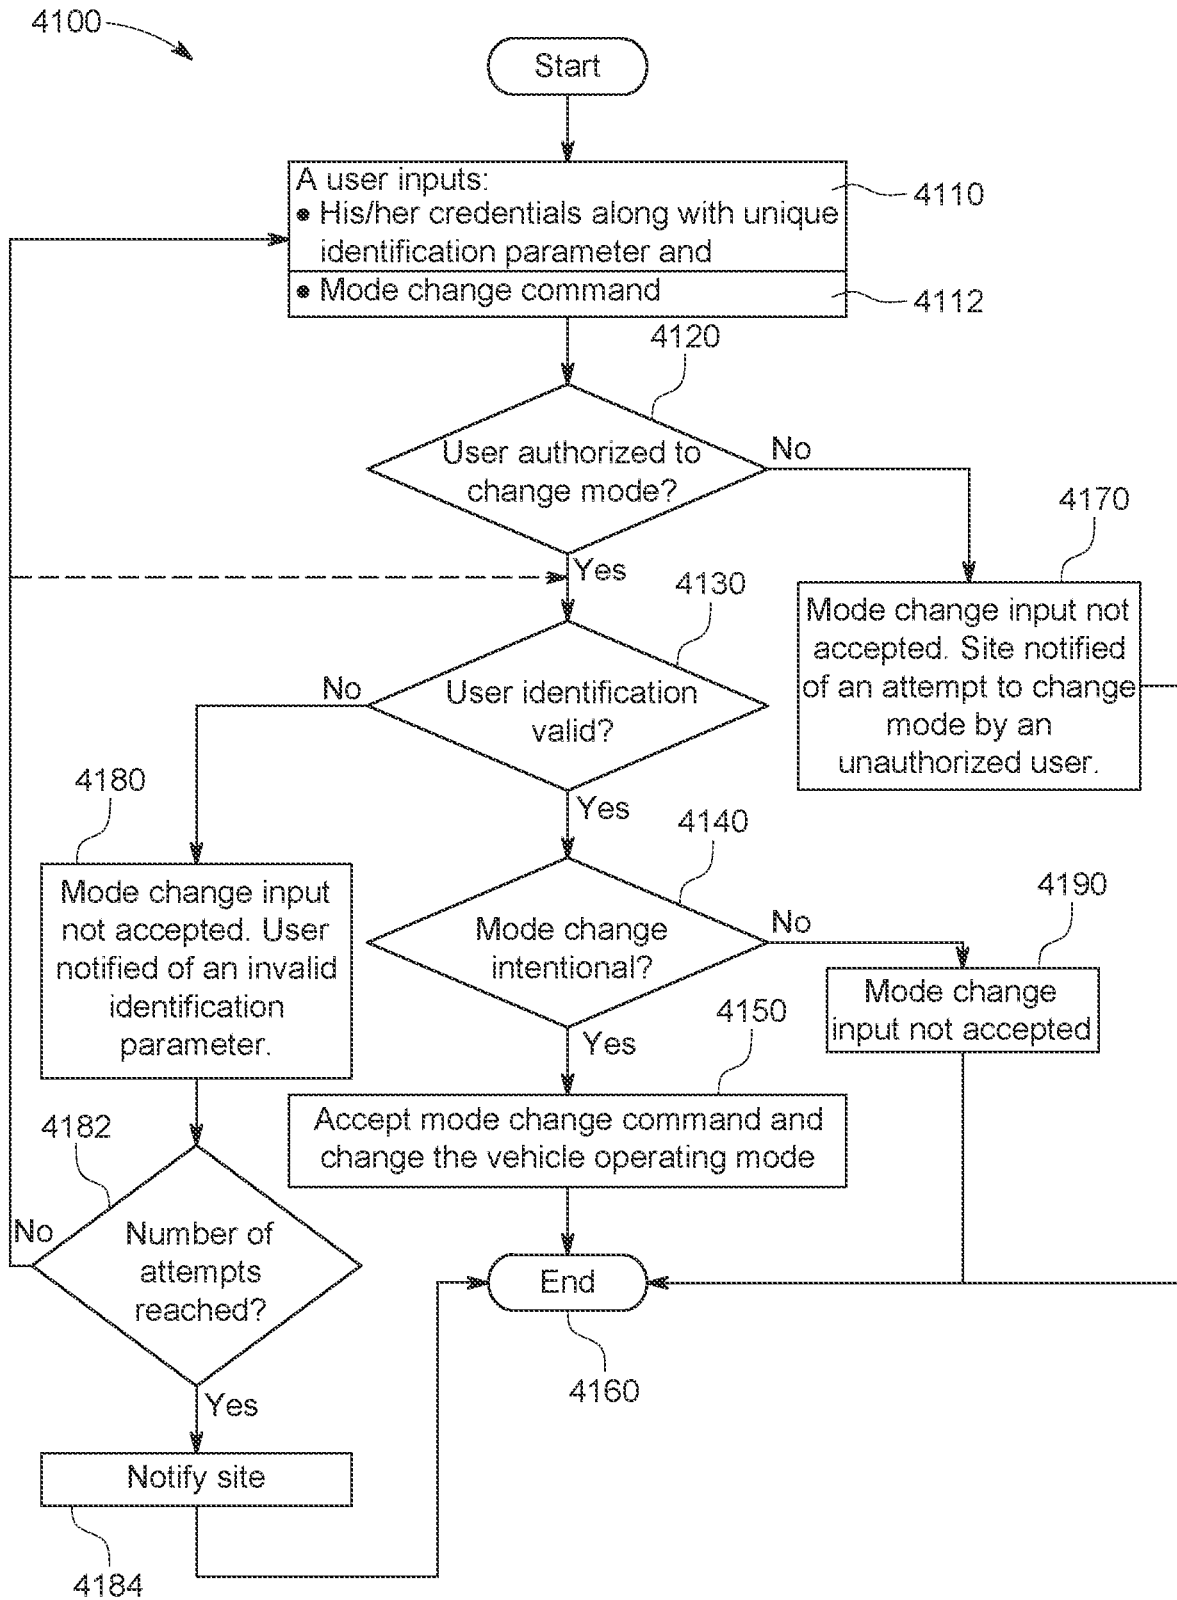 4100
Start
A user inputs:
• His/her credentials along with unique
identification parameter and
4110
• Mode change command
4112
4120
User authorized to
change mode?
No
4170
Yes
4130
Mode change input not
accepted. Site notified
of an attempt to change
mode by an
unauthorized user.
No
User identification
valid?
4180
Yes
4140
Mode change input
not accepted. User
notified of an invalid
identification
parameter.
Mode change
intentional?
No
4190
Mode change
input not accepted
Yes
4150
Accept mode change command and
change the vehicle operating mode
4182
No
Number of
attempts
reached?
End
4160
Yes
Notify site
4184